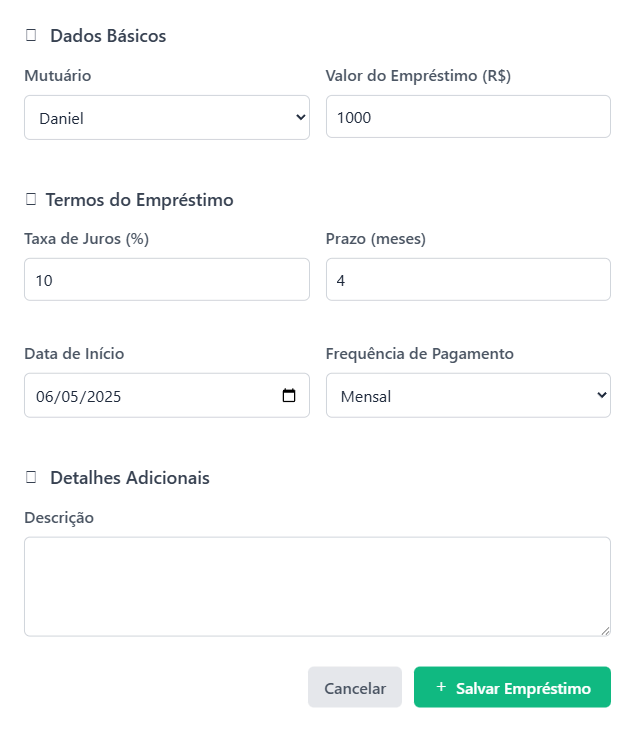 Dados Básicos
Mutuário
Valor do Empréstimo (R$)
Daniel
1000
Termos do Empréstimo
Taxa de Juros (%)
Prazo (meses)
10
4
Data de Início
Frequência de Pagamento
06/05/2025
Mensal
Detalhes Adicionais
Descrição
Cancelar
+ Salvar Empréstimo